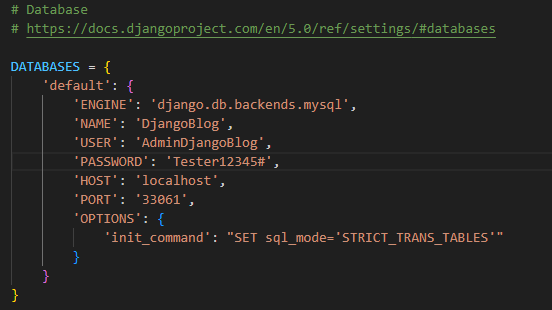 # Database
# https://docs.djangoproject.com/en/5.0/ref/settings/#databases
DATABASES = {
    'default': {
        'ENGINE': 'django.db.backends.mysql',
        'NAME': 'DjangoBlog',
        'USER': 'AdminDjangoBlog',
        'PASSWORD': 'Tester12345#',
        'HOST': 'localhost',
        'PORT': '33061',
        'OPTIONS': {
            'init_command': "SET sql_mode='STRICT_TRANS_TABLES'"
        }
    }
}